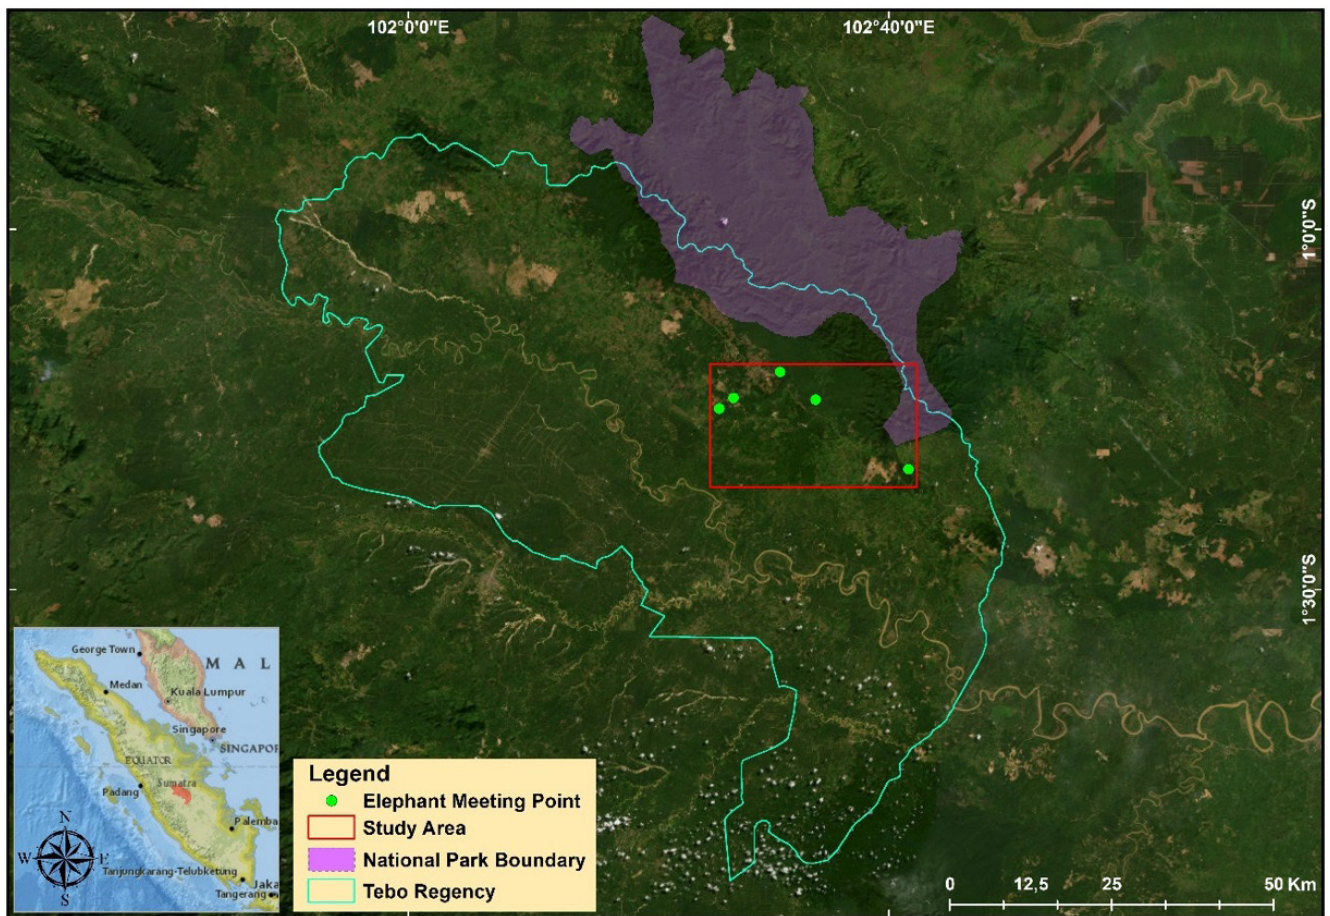 102°0'0"E
102°40'0"E
1°0'0"S
1°30'0"S
George Town
M A L
Medan
Kuala Lumpur
Singapore
SINGAPOR
EQUATOR
Sumatra
Padang
Palemba
Tanjungkarang-Telubketung
Jaka
Tangerang
N
W
E
S
Legend
Elephant Meeting Point
Study Area
National Park Boundary
Tebo Regency
0 12,5 25 50 Km